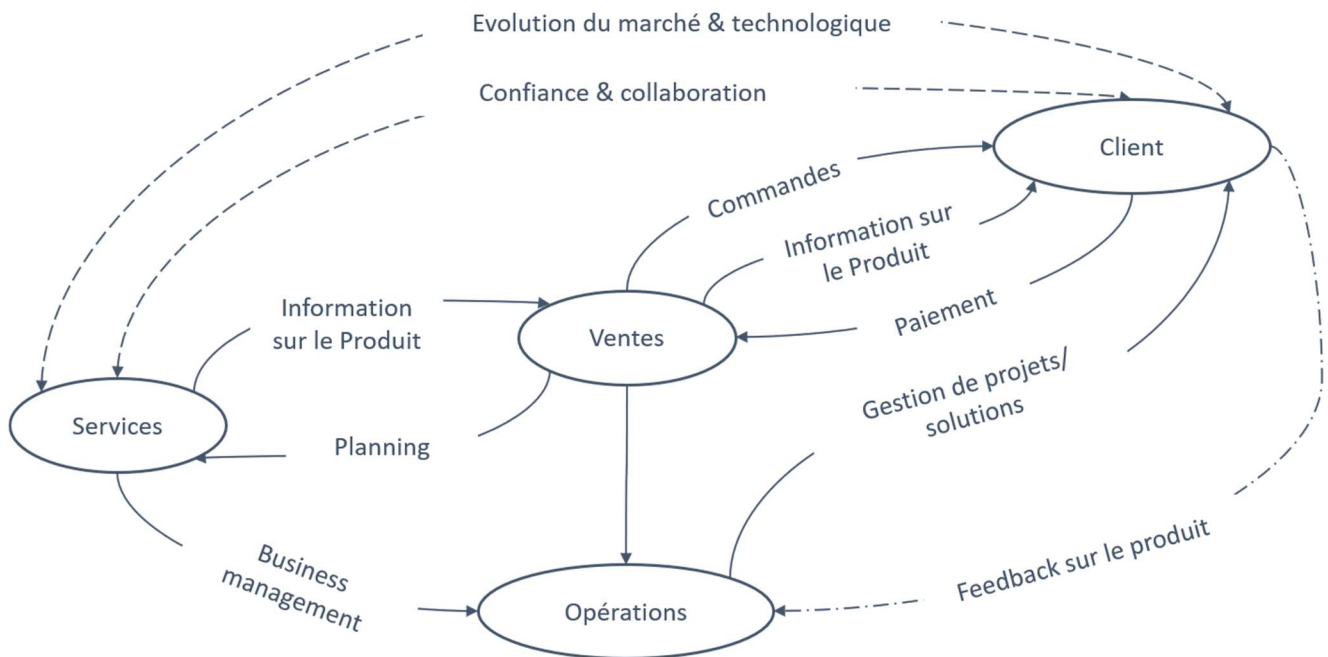 Evolution du marché & technologique
Confiance & collaboration
Client
Commandes
Information sur
le Produit
Information
sur le Produit
Ventes
Paiement
Gestion de projets/
solutions
Services
Planning
Business
management
Opérations
Feedback sur le produit